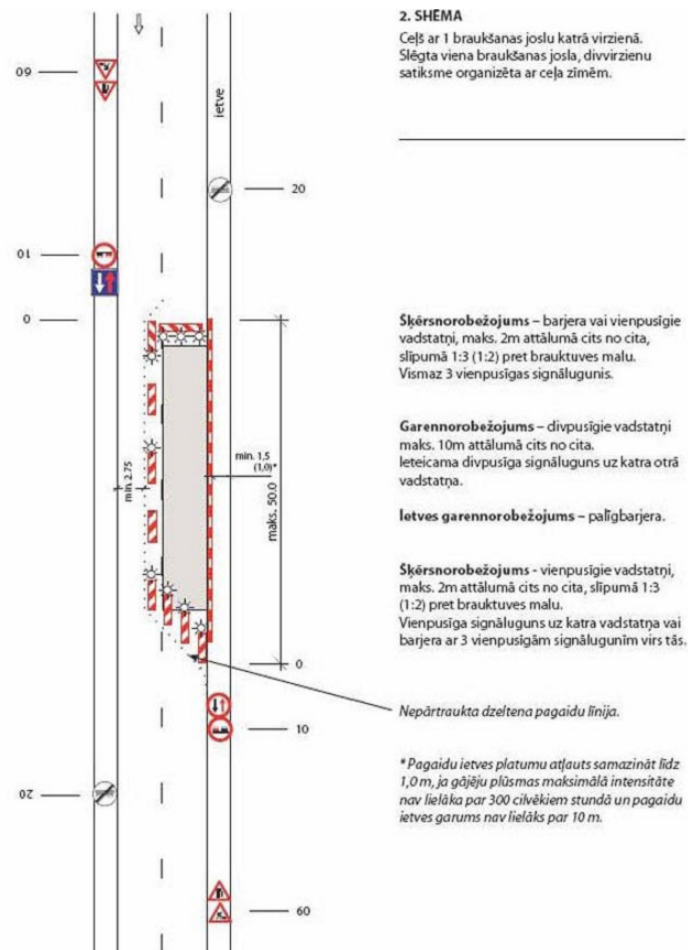 2. SHĒMA
Ceļš ar 1 braukšanas joslu katrā virzienā.
Slēgta viena braukšanas josla, divvirzienu
satiksme organizēta ar ceļa zīmēm.
60
ietve
20
10
0
Šķērsnorobežojums – barjera vai vienpusīgie
vadstatņi, maks. 2m attālumā cits no cita,
slīpumā 1:3 (1:2) pret brauktuves malu.
Vismaz 3 vienpusīgas signālugunis.
Garennorobežojums – divpusīgie vadstatņi
maks. 10m attālumā cits no cita.
Ieteicama divpusīga signāluguns uz katra otrā
vadstatņa.
min. 2.75
min. 1,5
(1,0)*
maks. 50.0
Ietves garennorobežojums – palīgbarjera.
Šķērsnorobežojums - vienpusīgie vadstatņi,
maks. 2m attālumā cits no cita, slīpumā 1:3
(1:2) pret brauktuves malu.
Vienpusīga signāluguns uz katra vadstatņa vai
barjera ar 3 vienpusīgām signālugunīm virs tās.
0
Nepārtraukta dzeltena pagaidu līnija.
10
* Pagaidu ietves platumu atļauts samazināt līdz
1,0 m, ja gājēju plūsmas maksimālā intensitāte
nav lielāka par 300 cilvēkiem stundā un pagaidu
ietves garums nav lielāks par 10 m.
20
60